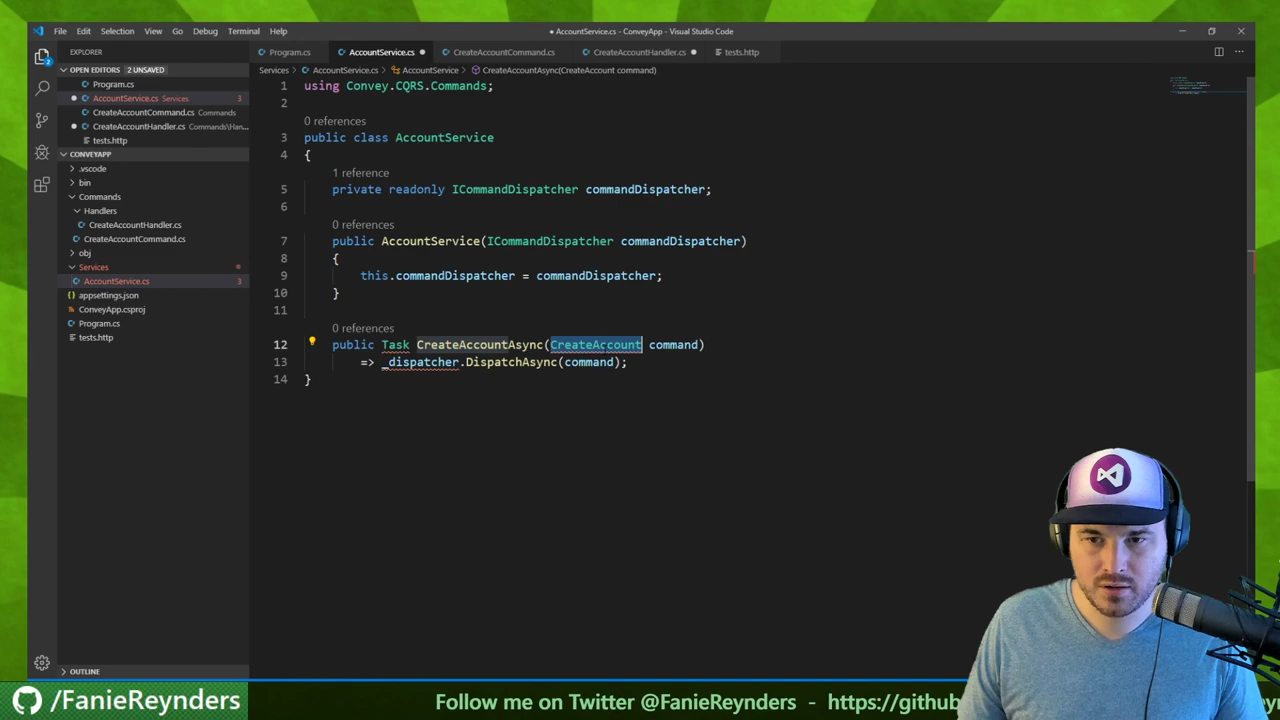 File Edit Selection View Go Debug Terminal Help
● AccountService.cs - ConveyApp - Visual Studio Code
EXPLORER
Program.cs
AccountService.cs ●
CreateAccountCommand.cs
CreateAccountHandler.cs ●
tests.http
OPEN EDITORS 2 UNSAVED
Program.cs
● AccountService.cs Services 3
CreateAccountCommand.cs Commands
● CreateAccountHandler.cs Commands\Han...
tests.http
CONVEYAPP
.vscode
bin
Commands
Handlers
CreateAccountHandler.cs
CreateAccountCommand.cs
obj
Services
AccountService.cs 3
appsettings.json
ConveyApp.csproj
Program.cs
tests.http
OUTLINE
2
Services > AccountService.cs > AccountService > CreateAccountAsync(CreateAccount command)
1 using Convey.CQRS.Commands;
2
0 references
3 public class AccountService
4 {
1 reference
5 private readonly ICommandDispatcher commandDispatcher;
6
0 references
7 public AccountService(ICommandDispatcher commandDispatcher)
8 {
9 this.commandDispatcher = commandDispatcher;
10 }
11
0 references
12 public Task CreateAccountAsync(CreateAccount command)
13 => _dispatcher.DispatchAsync(command);
14 }
/FanieReynders
Follow me on Twitter @FanieReynders - https://github